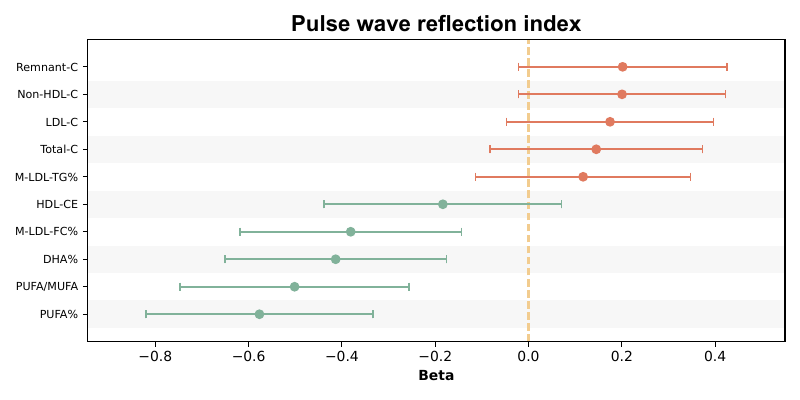 Pulse wave reflection index
Remnant-C
Non-HDL-C
LDL-C
Total-C
M-LDL-TG%
HDL-CE
M-LDL-FC%
DHA%
PUFA/MUFA
PUFA%
−0.8 −0.6 −0.4 −0.2 0.0 0.2 0.4
Beta